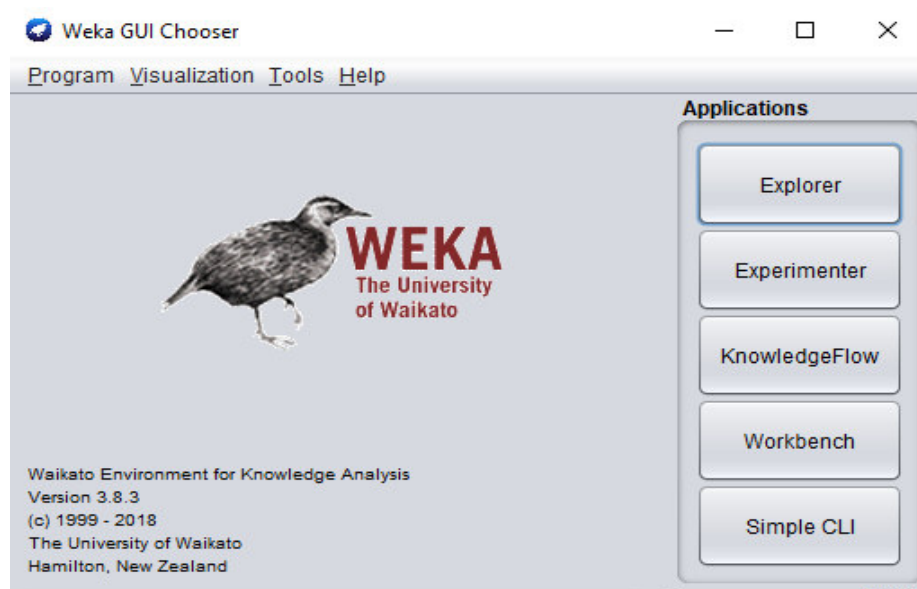 Weka GUI Chooser
Program Visualization Tools Help
Applications
Explorer
Experimenter
KnowledgeFlow
Workbench
Simple CLI
WEKA
The University
of Waikato
Waikato Environment for Knowledge Analysis
Version 3.8.3
(c) 1999 - 2018
The University of Waikato
Hamilton, New Zealand